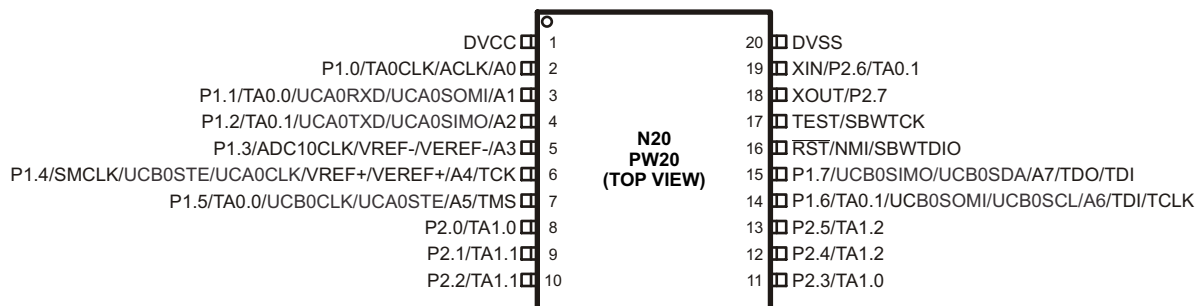 DVCC 1 20 DVSS
P1.0/TA0CLK/ACLK/A0 2 19 XIN/P2.6/TA0.1
P1.1/TA0.0/UCA0RXD/UCA0SOMI/A1 3 18 XOUT/P2.7
P1.2/TA0.1/UCA0TXD/UCA0SIMO/A2 4 17 TEST/SBWTCK
N20
P1.3/ADC10CLK/VREF-/VEREF-/A3 5 PW20 16 RST/NMI/SBWTDIO
P1.4/SMCLK/UCB0STE/UCA0CLK/VREF+/VEREF+/A4/TCK 6 (TOP VIEW) 15 P1.7/UCB0SIMO/UCB0SDA/A7/TDO/TDI
P1.5/TA0.0/UCB0CLK/UCA0STE/A5/TMS 7 14 P1.6/TA0.1/UCB0SOMI/UCB0SCL/A6/TDI/TCLK
P2.0/TA1.0 8 13 P2.5/TA1.2
P2.1/TA1.1 9 12 P2.4/TA1.2
P2.2/TA1.1 10 11 P2.3/TA1.0